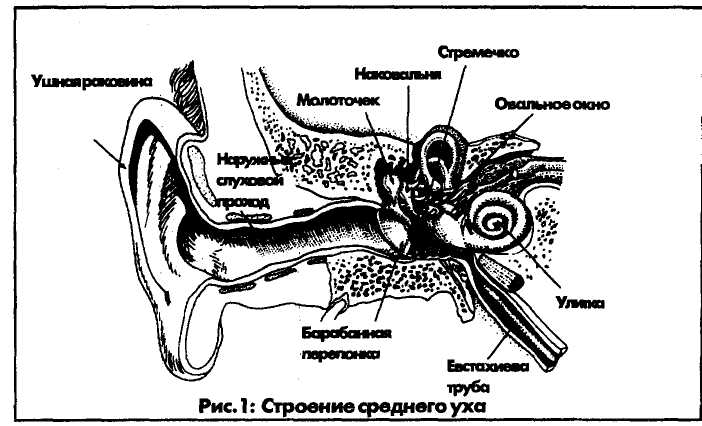 Стремечко
Наковальня
Ушная раковина
Молоточек
Овальное окно
Наружный
слуховой
проход
Улитка
Барабанная
перепонка
Евстахиева
труба
Рис. 1: Строение среднего уха